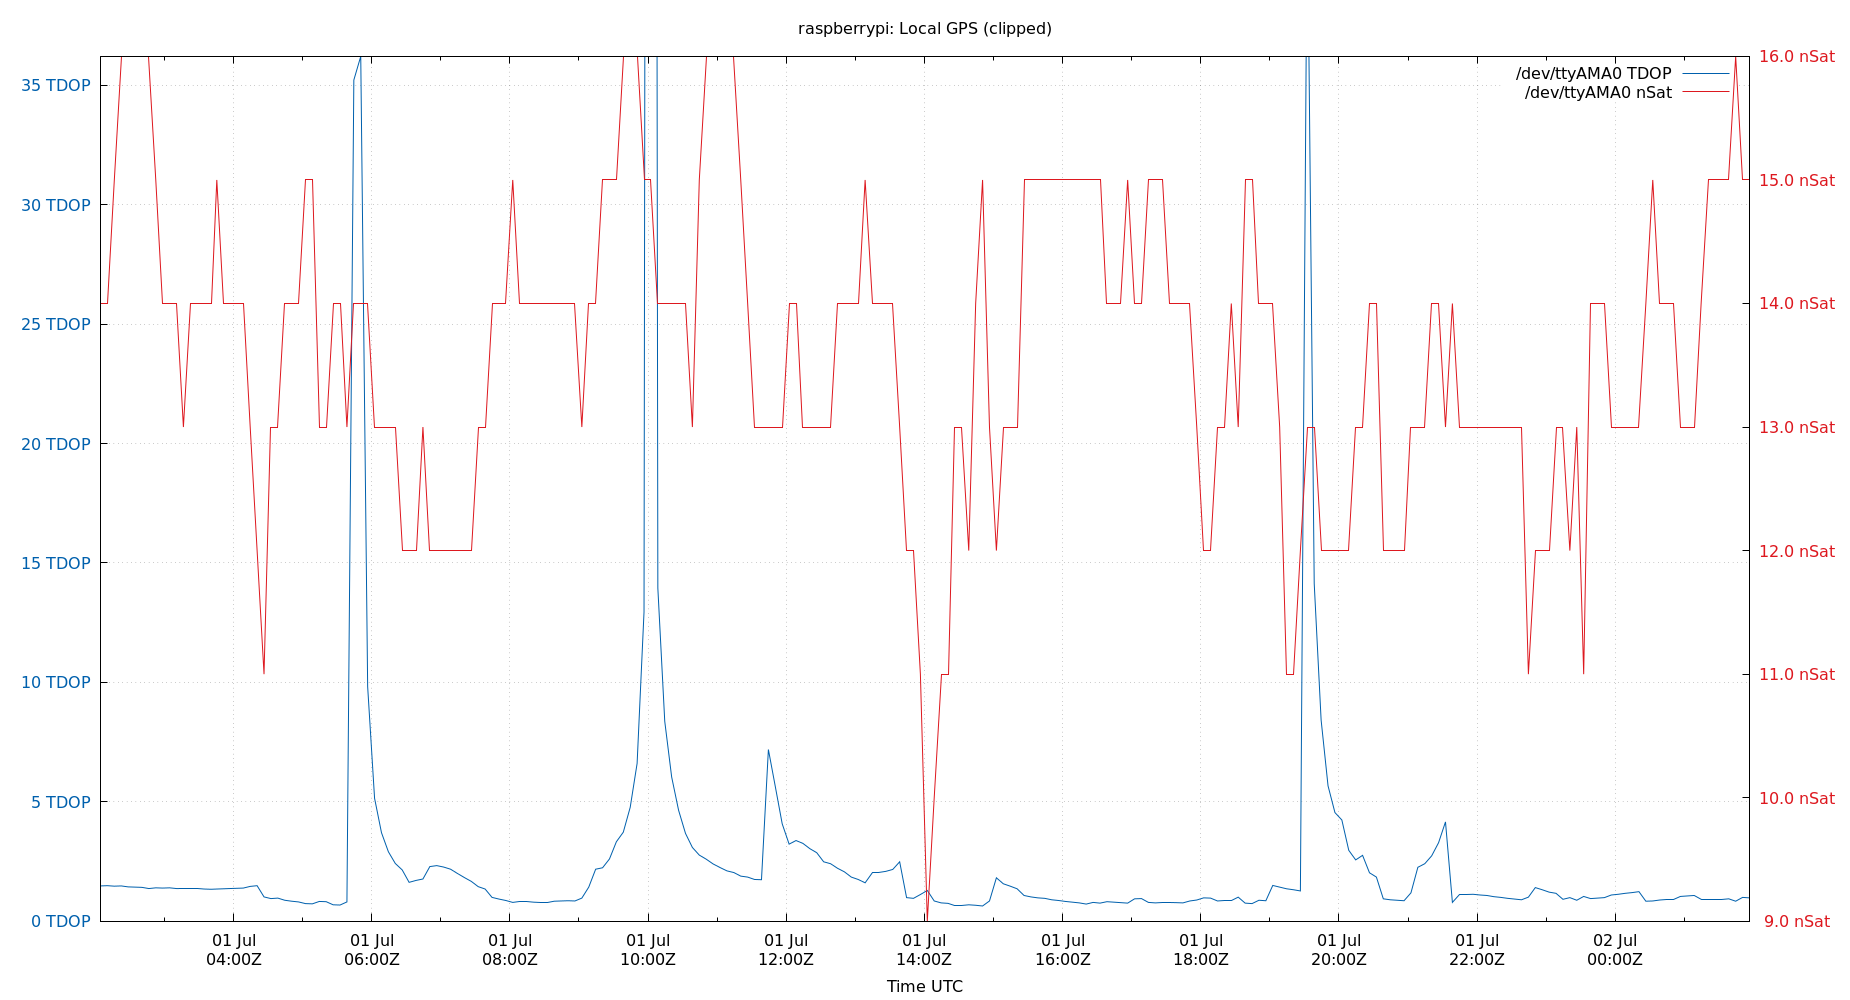 raspberrypi: Local GPS (clipped)
/dev/ttyAMA0 TDOP
/dev/ttyAMA0 nSat
35 TDOP
30 TDOP
25 TDOP
20 TDOP
15 TDOP
10 TDOP
5 TDOP
0 TDOP
16.0 nSat
15.0 nSat
14.0 nSat
13.0 nSat
12.0 nSat
11.0 nSat
10.0 nSat
9.0 nSat
01 Jul
04:00Z
01 Jul
06:00Z
01 Jul
08:00Z
01 Jul
10:00Z
01 Jul
12:00Z
01 Jul
14:00Z
01 Jul
16:00Z
01 Jul
18:00Z
01 Jul
20:00Z
01 Jul
22:00Z
02 Jul
00:00Z
Time UTC